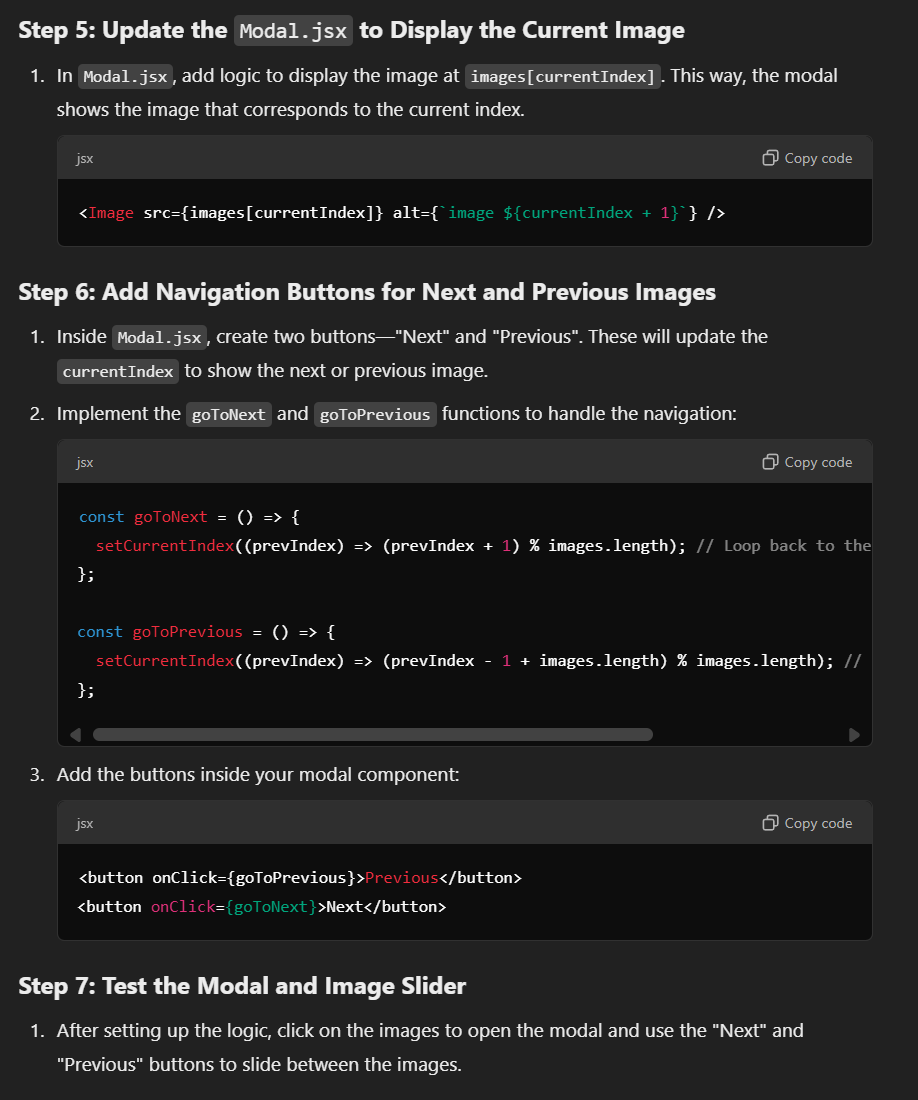 Step 5: Update the Modal.jsx to Display the Current Image
1. In Modal.jsx, add logic to display the image at images[currentIndex]. This way, the modal
shows the image that corresponds to the current index.
jsx Copy code
<Image src={images[currentIndex]} alt={`image ${currentIndex + 1}`} />
Step 6: Add Navigation Buttons for Next and Previous Images
1. Inside Modal.jsx, create two buttons—"Next" and "Previous". These will update the
currentIndex to show the next or previous image.
2. Implement the goToNext and goToPrevious functions to handle the navigation:
jsx Copy code
const goToNext = () => {
  setCurrentIndex((prevIndex) => (prevIndex + 1) % images.length); // Loop back to the
};
const goToPrevious = () => {
  setCurrentIndex((prevIndex) => (prevIndex - 1 + images.length) % images.length); //
};
3. Add the buttons inside your modal component:
jsx Copy code
<button onClick={goToPrevious}>Previous</button>
<button onClick={goToNext}>Next</button>
Step 7: Test the Modal and Image Slider
1. After setting up the logic, click on the images to open the modal and use the "Next" and
"Previous" buttons to slide between the images.